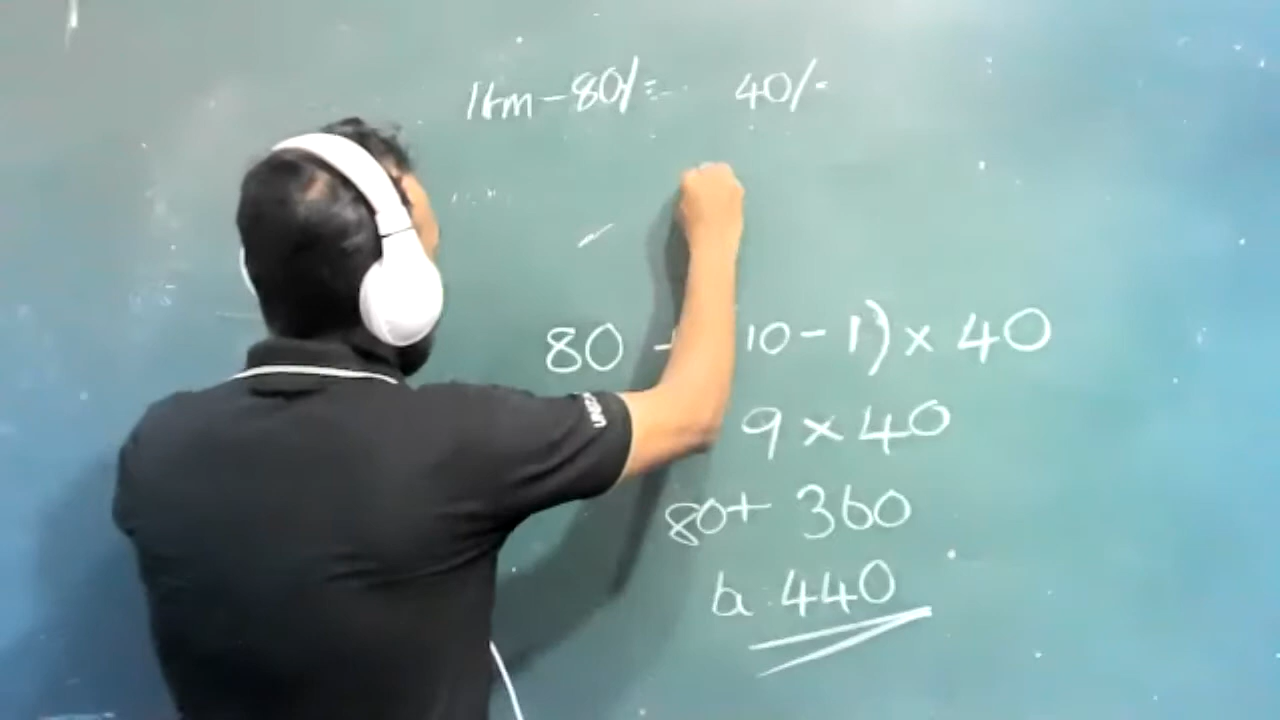 1km - 80/= 40/=
80 + 10 - 1) × 40
9 × 40
80 + 360
රු. 440